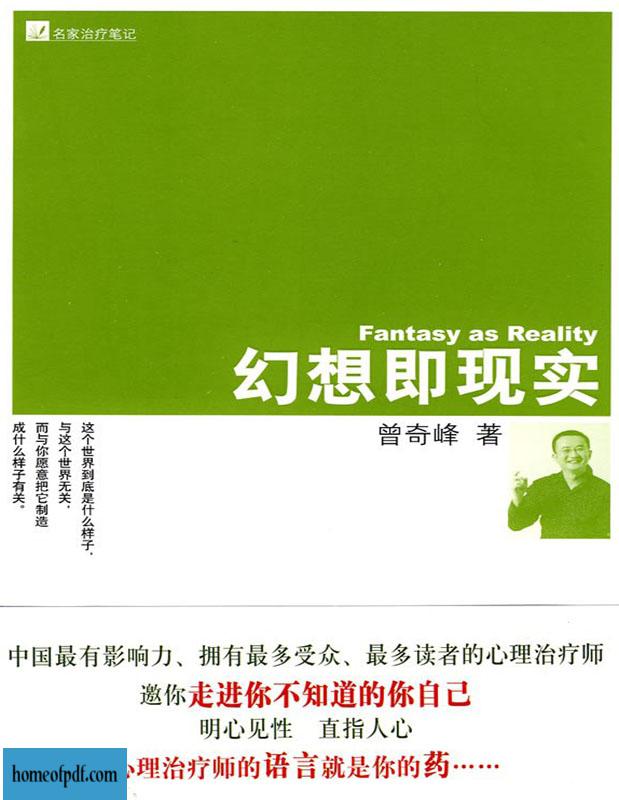 名家治疗笔记
Fantasy as Reality
幻想即现实
曾奇峰 著
这个世界到底是什么样子，
与这个世界无关，
而与你愿意把它制造
成什么样子有关。
中国最有影响力、拥有最多受众、最多读者的心理治疗师
邀你走进你不知道的你自己
明心见性 直指人心
理治疗师的语言就是你的药……
homeofpdf.com